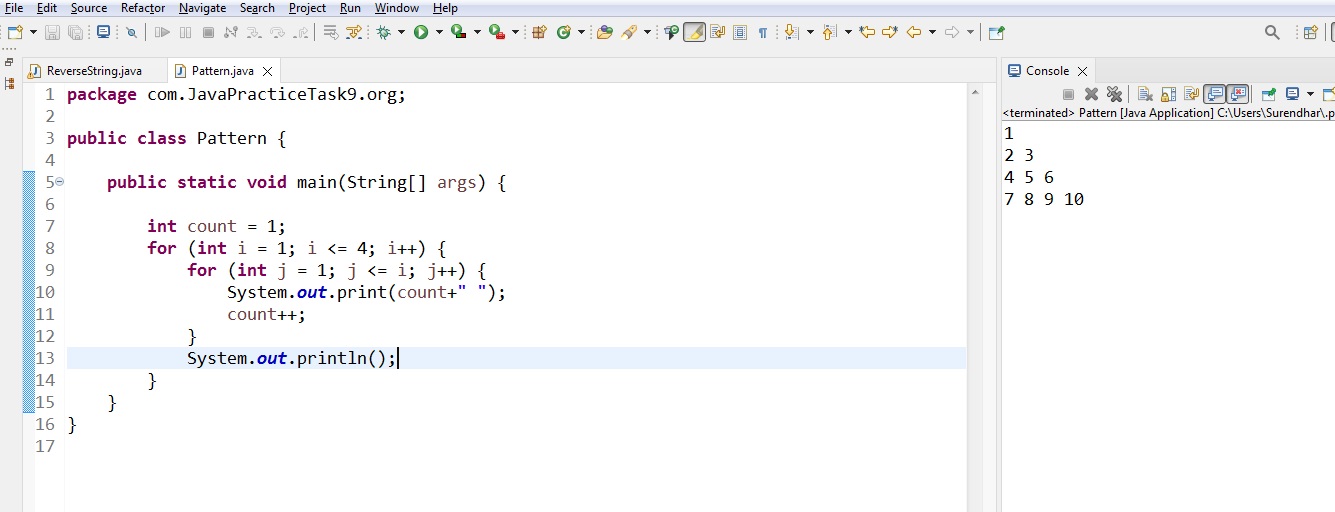 File Edit Source Refactor Navigate Search Project Run Window Help
ReverseString.java Pattern.java
1 package com.JavaPracticeTask9.org;
2
3 public class Pattern {
4
5 public static void main(String[] args) {
6
7 int count = 1;
8 for (int i = 1; i <= 4; i++) {
9 for (int j = 1; j <= i; j++) {
10 System.out.print(count+" ");
11 count++;
12 }
13 System.out.println();
14 }
15 }
16 }
17
Console
<terminated> Pattern [Java Application] C:\Users\Surendhar\.p
1
2 3
4 5 6
7 8 9 10